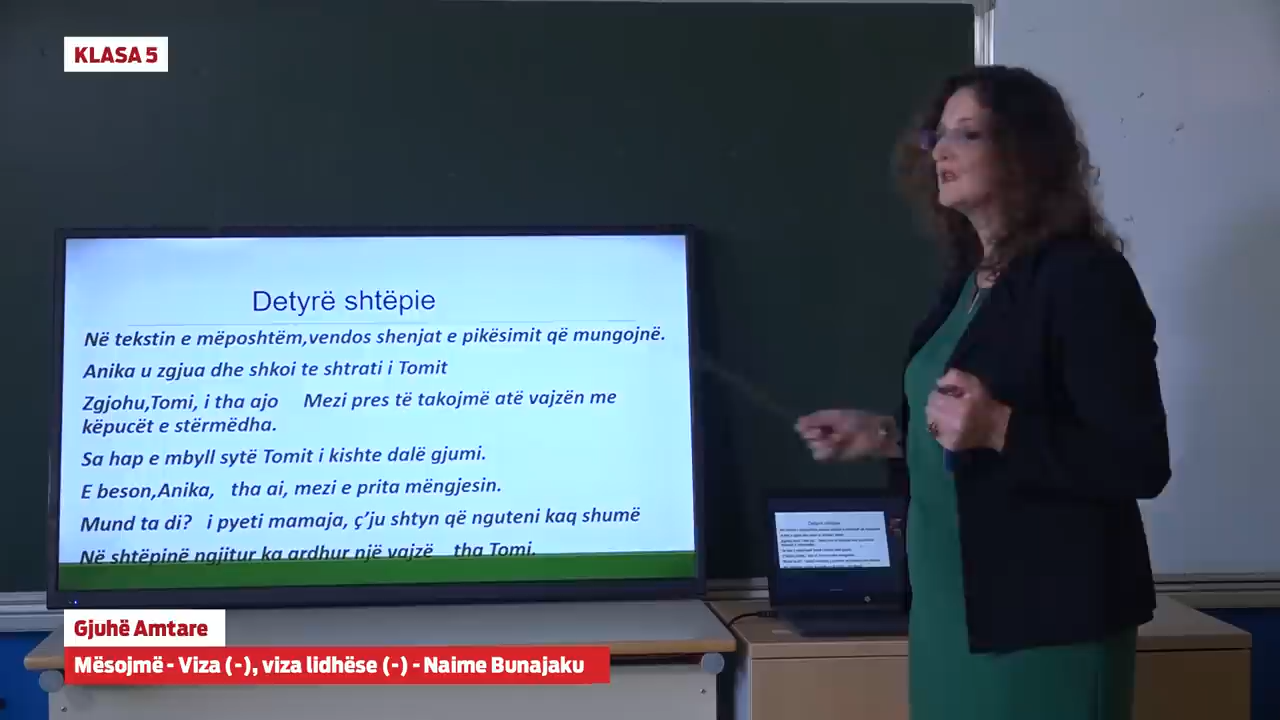 KLASA 5
Detyrë shtëpie
Në tekstin e mëposhtëm,vendos shenjat e pikësimit që mungojnë.
Anika u zgjua dhe shkoi te shtrati i Tomit
Zgjohu,Tomi, i tha ajo Mezi pres të takojmë atë vajzën me
këpucët e stërmëdha.
Sa hap e mbyll sytë Tomit i kishte dalë gjumi.
E beson,Anika, tha ai, mezi e prita mëngjesin.
Mund ta di? i pyeti mamaja, ç’ju shtyn që nguteni kaq shumë
Në shtëpinë ngjitur ka ardhur një vajzë tha Tomi.
Detyrë shtëpie
Gjuhë Amtare
Mësojmë - Viza (-), viza lidhëse (-) - Naime Bunajaku